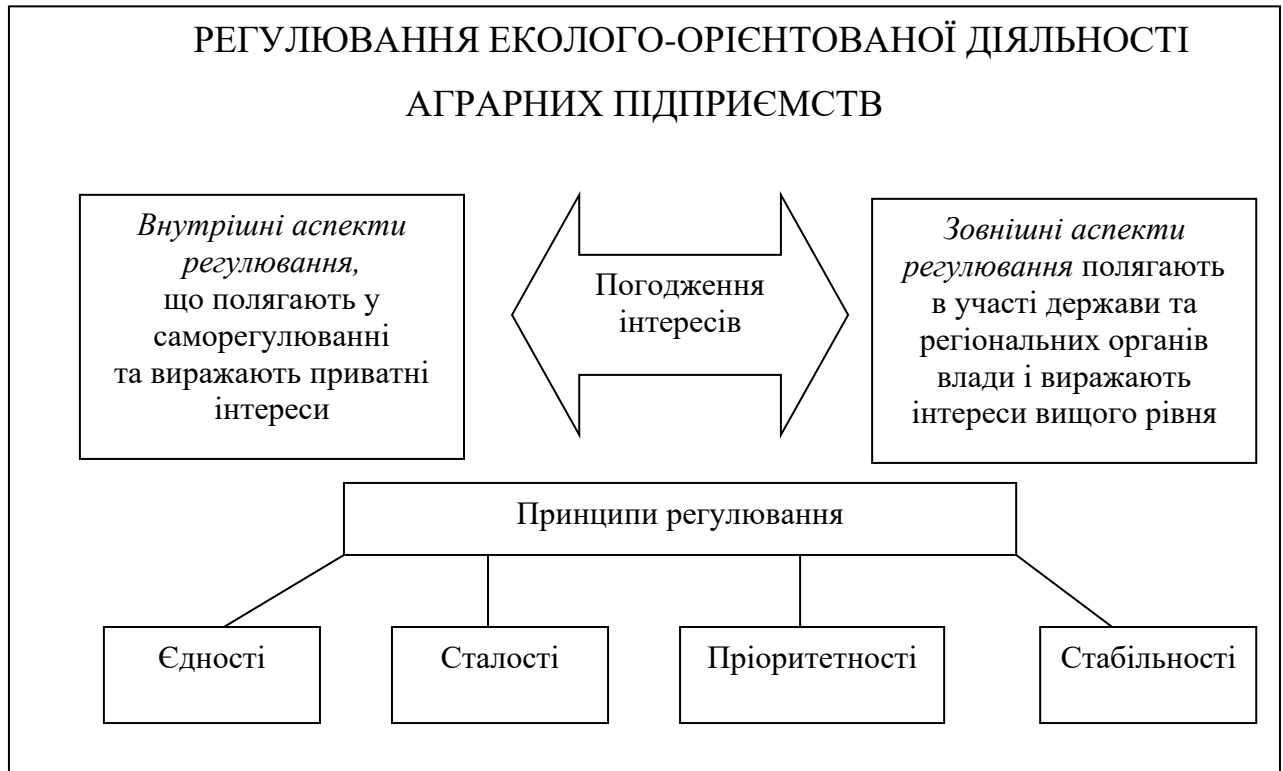 РЕГУЛЮВАННЯ ЕКОЛОГО-ОРІЄНТОВАНОЇ ДІЯЛЬНОСТІ
АГРАРНИХ ПІДПРИЄМСТВ
Внутрішні аспекти
регулювання,
що полягають у
саморегулюванні
та виражають приватні
інтереси
Погодження
інтересів
Зовнішні аспекти
регулювання полягають
в участі держави та
регіональних органів
влади і виражають
інтереси вищого рівня
Принципи регулювання
Єдності
Сталості
Пріоритетності
Стабільності